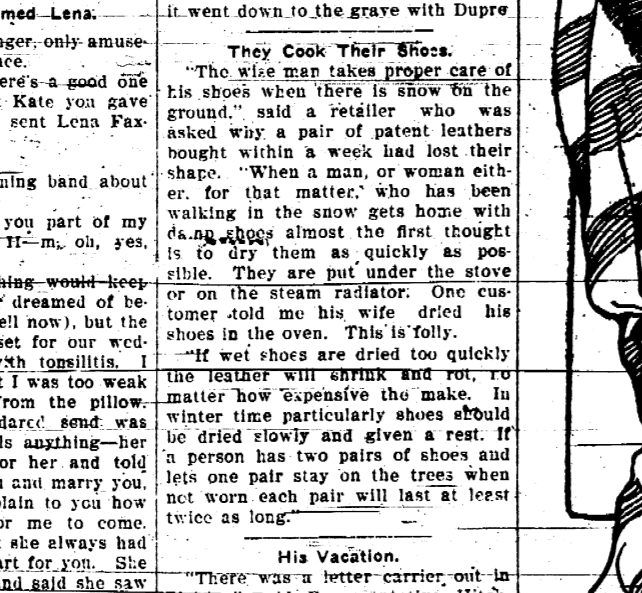 med Lena.
nger, only amuse-
nce.
ere's a good one
Kate you gave
sent Lena Fax-
ning band about
you part of my
H—m, oh, yes,
hing would keep
dreamed of be-
ell now), but the
set for our wed-
with tonsilitis. I
t I was too weak
from the pillow.
dared send was
ls anything—her
or her and told
and marry you,
plain to you how
or me to come.
she always had
art for you. She
and said she saw
it went down to the grave with Dupre
They Cook Their Shoes.
"The wise man takes proper care of
his shoes when there is snow on the
ground," said a retailer who was
asked why a pair of patent leathers
bought within a week had lost their
shape. "When a man, or woman eith-
er, for that matter, who has been
walking in the snow gets home with
damp shoes almost the first thought
is to dry them as quickly as pos-
sible. They are put under the stove
or on the steam radiator. One cus-
tomer told me his wife dried his
shoes in the oven. This is folly.
"If wet shoes are dried too quickly
the leather will shrink and rot, no
matter how expensive the make. In
winter time particularly shoes should
be dried slowly and given a rest. If
a person has two pairs of shoes and
lets one pair stay on the trees when
not worn each pair will last at least
twice as long."
His Vacation.
"There was a letter carrier out in